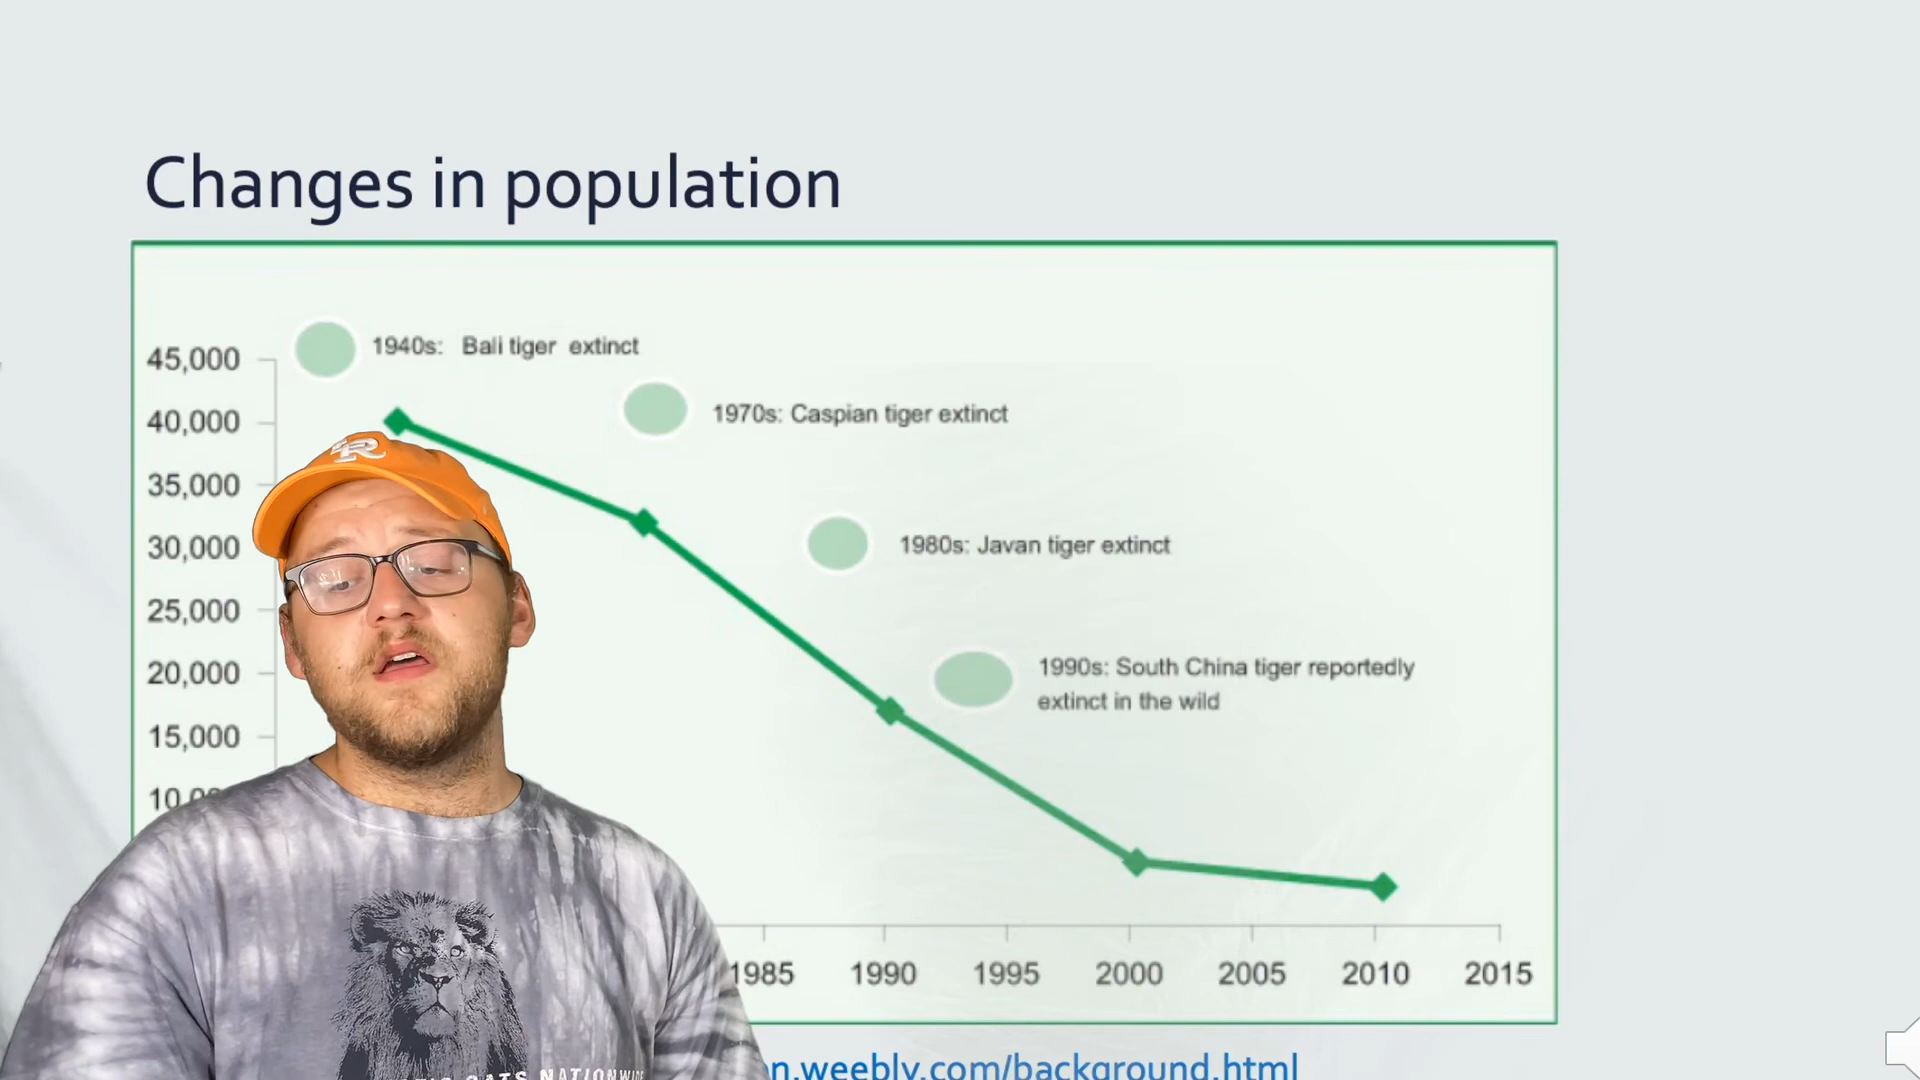 Changes in population
1940s: Bali tiger extinct
45,000
1970s: Caspian tiger extinct
40,000
R
35,000
1980s: Javan tiger extinct
30,000
25,000
1990s: South China tiger reportedly
extinct in the wild
20,000
15,000
1985 1990 1995 2000 2005 2010 2015
CATS NATIONWIDE
n.weebly.com/background.html